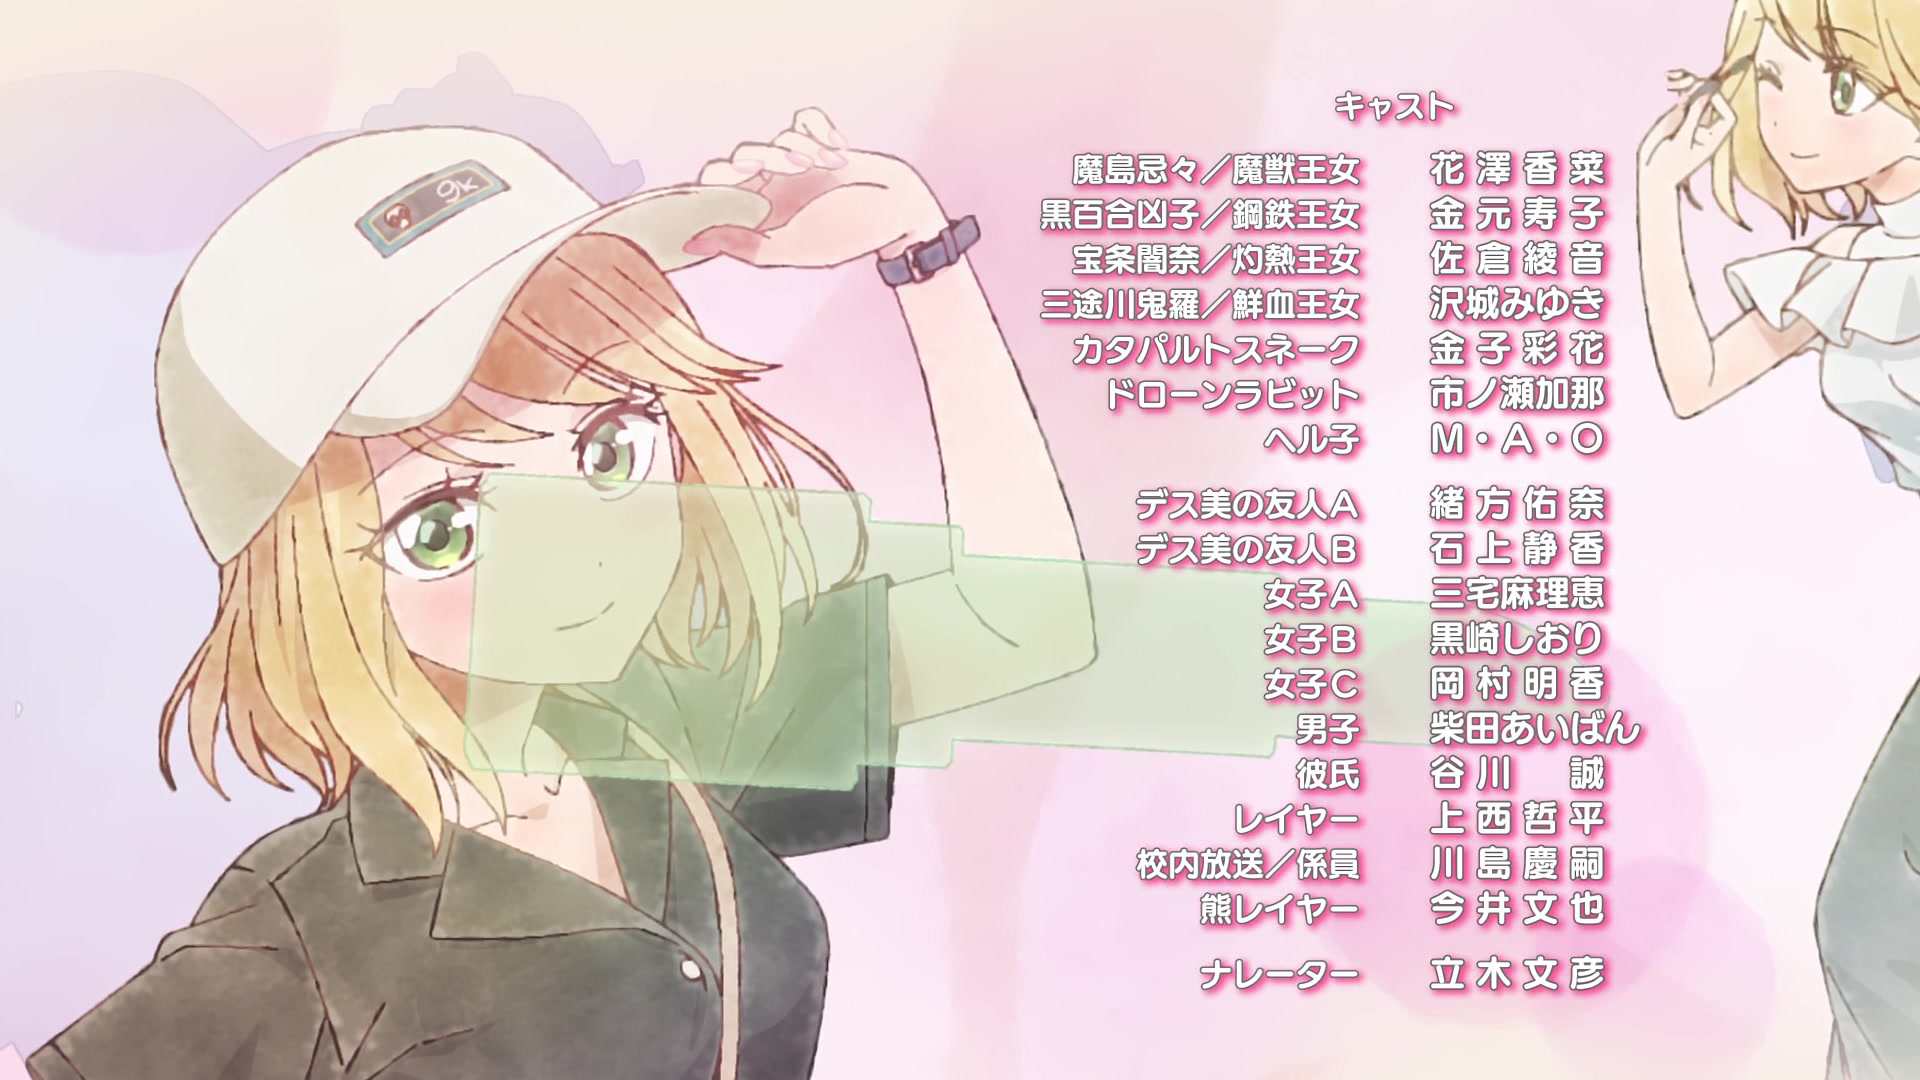 gk
キャスト
魔島忌々／魔獣王女 花澤香菜
黒百合凶子／鋼鉄王女 金元寿子
宝条闇奈／灼熱王女 佐倉綾音
三途川鬼羅／鮮血王女 沢城みゆき
カタパルトスネーク 金子彩花
ドローンラビット 市ノ瀬加那
ヘル子 M・A・O
デス美の友人A 緒方佑奈
デス美の友人B 石上静香
女子A 三宅麻理恵
女子B 黒崎しおり
女子C 岡村明香
男子 柴田あいばん
彼氏 谷川 誠
レイヤー 上西哲平
校内放送／係員 川島慶嗣
熊レイヤー 今井文也
ナレーター 立木文彦